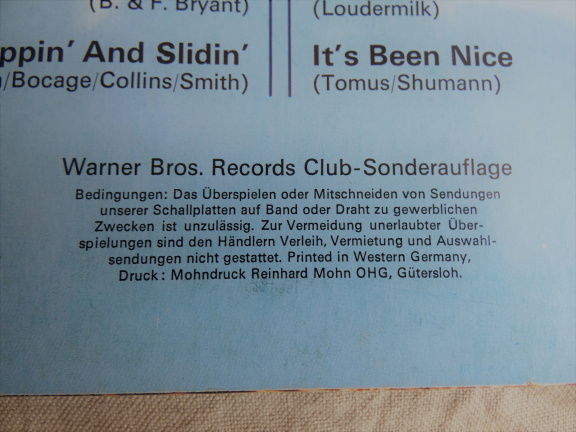 (B. & F. Bryant)
(Loudermilk)
ppin' And Slidin'
/Bocage/Collins/Smith)
It's Been Nice
(Tomus/Shumann)
Warner Bros. Records Club-Sonderauflage
Bedingungen: Das Überspielen oder Mitschneiden von Sendungen
unserer Schallplatten auf Band oder Draht zu gewerblichen
Zwecken ist unzulässig. Zur Vermeidung unerlaubter Über-
spielungen sind den Händlern Verleih, Vermietung und Auswahl-
sendungen nicht gestattet. Printed in Western Germany,
Druck: Mohndruck Reinhard Mohn OHG, Gütersloh.